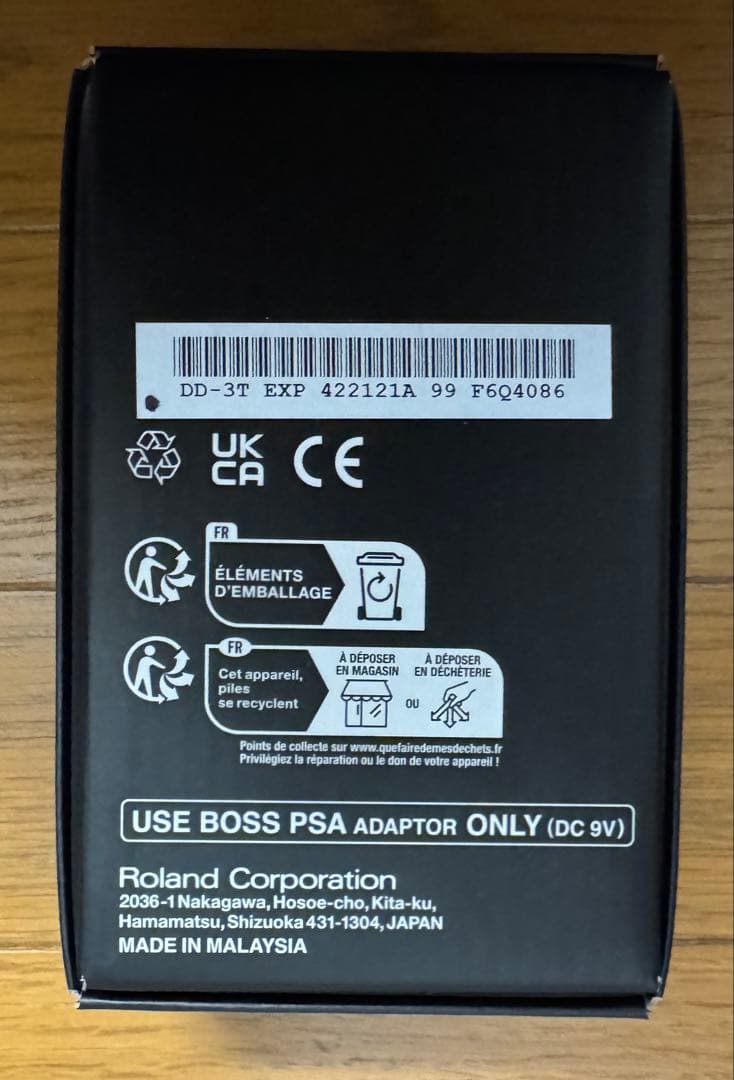 DD-3T EXP 422121A 99 F6Q4086
UK
CA
CE
FR
ÉLÉMENTS
D'EMBALLAGE
FR
Cet appareil,
piles
se recyclent
À DÉPOSER
EN MAGASIN
OU
À DÉPOSER
EN DÉCHÈTERIE
Points de collecte sur www.quefairedemesdechets.fr
Privilégiez la réparation ou le don de votre appareil !
USE BOSS PSA ADAPTOR ONLY (DC 9V)
Roland Corporation
2036-1 Nakagawa, Hosoe-cho, Kita-ku,
Hamamatsu, Shizuoka 431-1304, JAPAN
MADE IN MALAYSIA